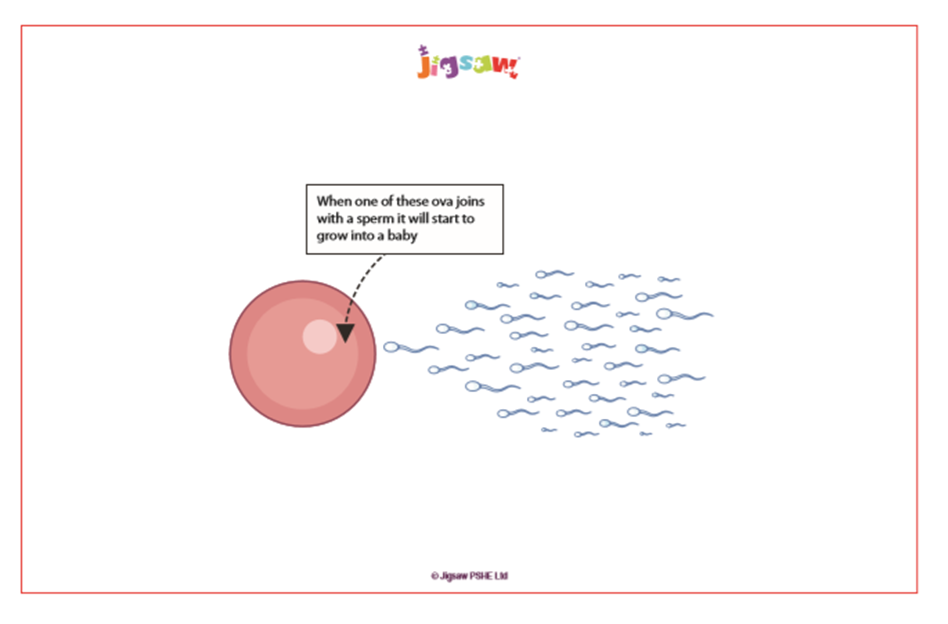 jigsaw
When one of these ova joins
with a sperm it will start to
grow into a baby
© Jigsaw PSHE Ltd